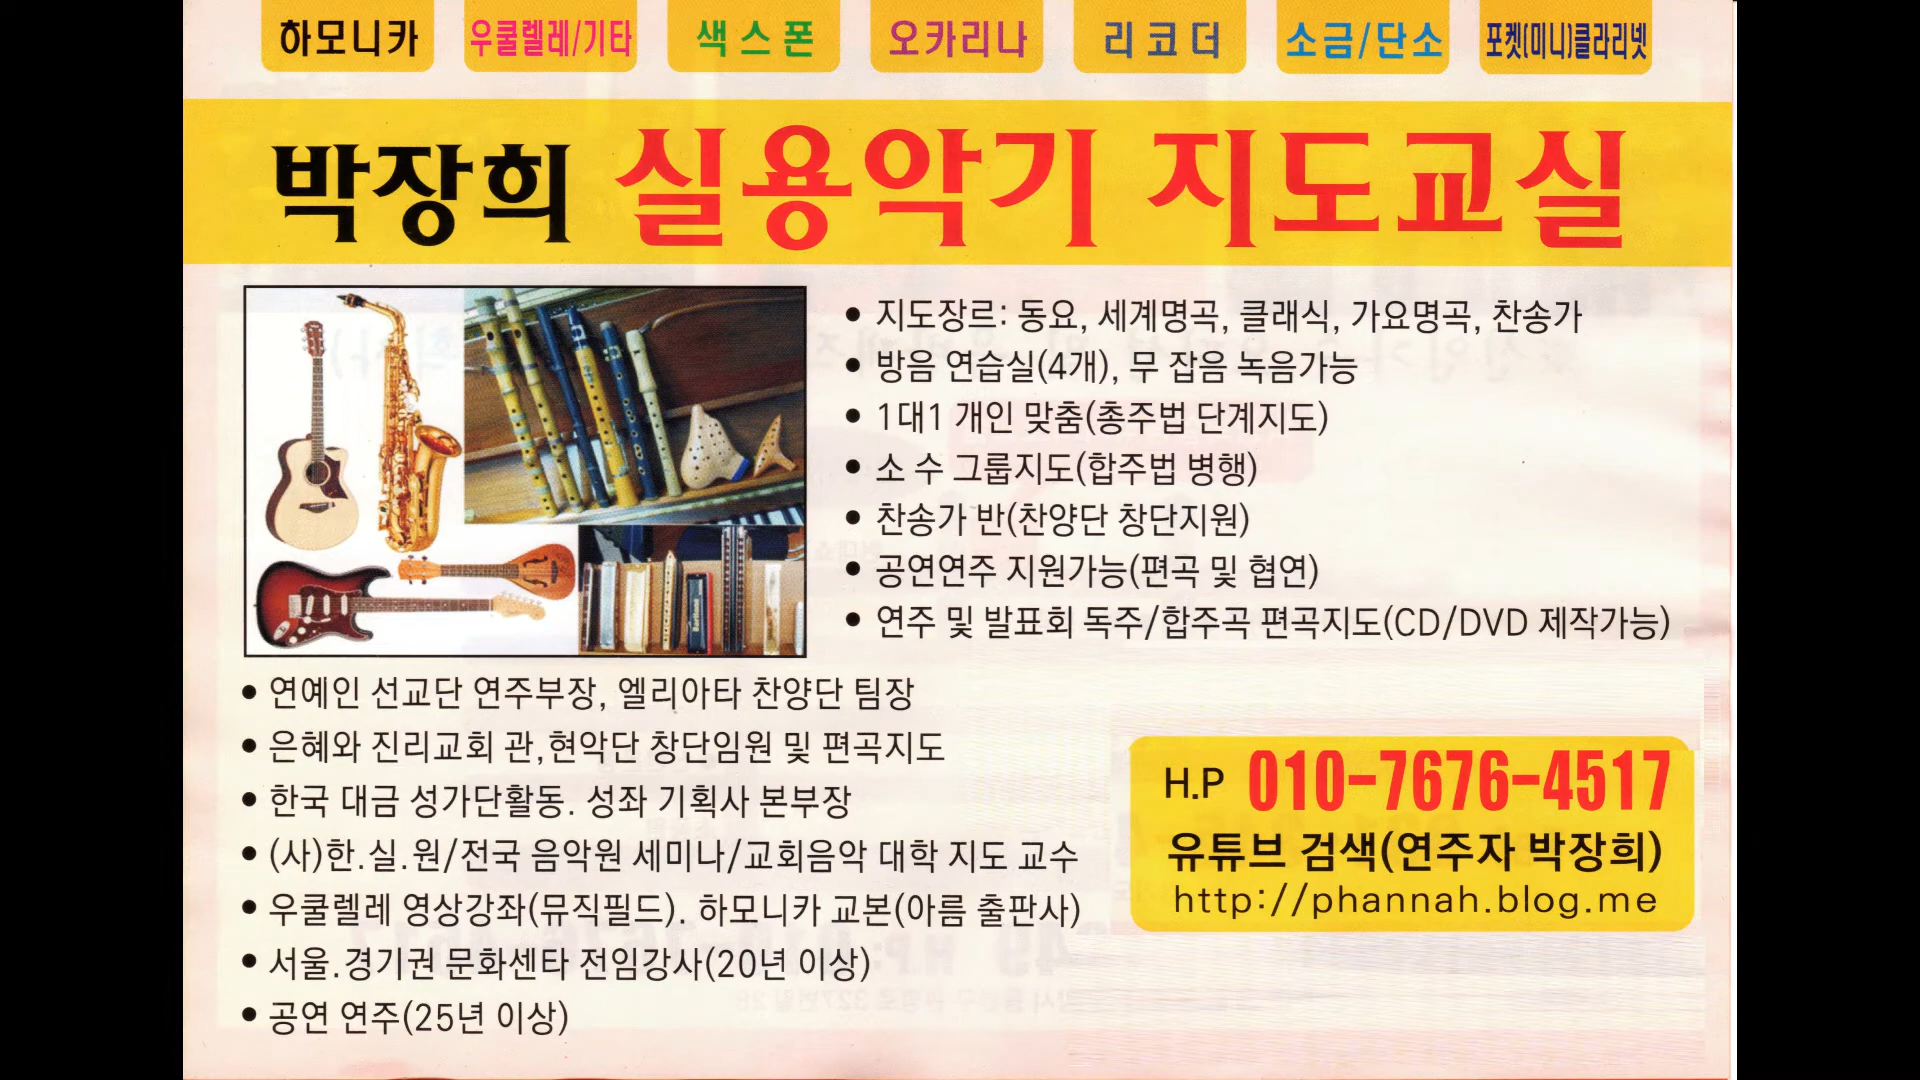 하모니카 우쿨렐레/기타 색스폰 오카리나 리코더 소금/단소 포켓(미니)클라리넷
박장희 실용악기 지도교실
• 지도장르: 동요, 세계명곡, 클래식, 가요명곡, 찬송가
• 방음 연습실(4개), 무 잡음 녹음가능
• 1대1 개인 맞춤(총주법 단계지도)
• 소 수 그룹지도(합주법 병행)
• 찬송가 반(찬양단 창단지원)
• 공연연주 지원가능(편곡 및 협연)
• 연주 및 발표회 독주/합주곡 편곡지도(CD/DVD 제작가능)
• 연예인 선교단 연주부장, 엘리아타 찬양단 팀장
• 은혜와 진리교회 관,현악단 창단임원 및 편곡지도
• 한국 대금 성가단활동. 성좌 기획사 본부장
• (사)한.실.원/전국 음악원 세미나/교회음악 대학 지도 교수
• 우쿨렐레 영상강좌(뮤직필드). 하모니카 교본(아름 출판사)
• 서울.경기권 문화센타 전임강사(20년 이상)
• 공연 연주(25년 이상)
H.P 010-7676-4517
유튜브 검색(연주자 박장희)
http://phannah.blog.me